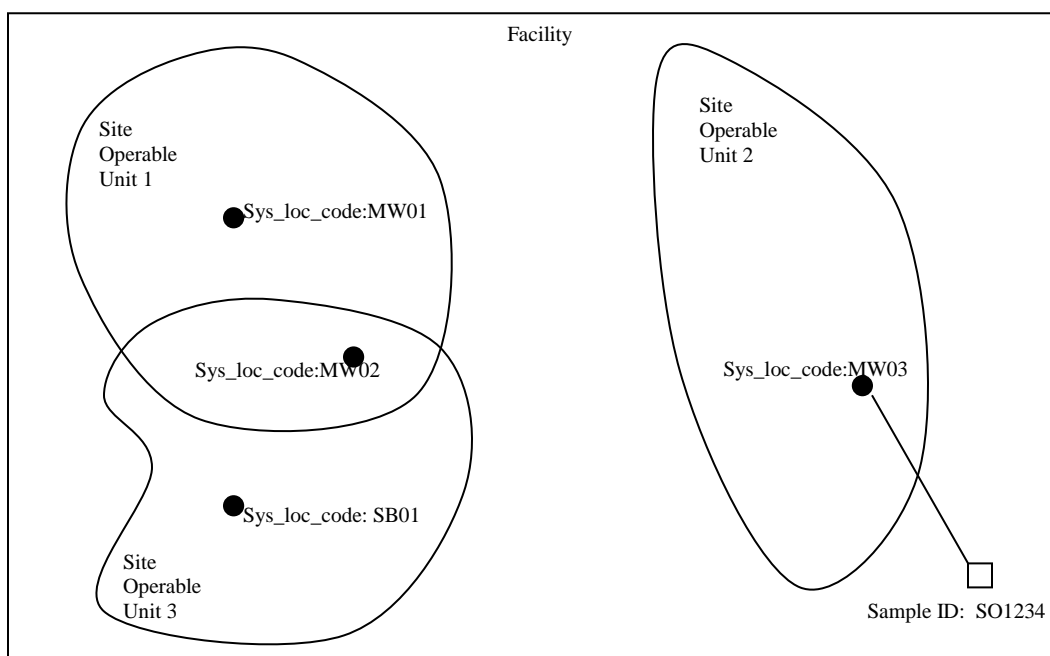 Facility
Site
Operable
Unit 1
Sys_loc_code:MW01
Sys_loc_code:MW02
Sys_loc_code: SB01
Site
Operable
Unit 3
Site
Operable
Unit 2
Sys_loc_code:MW03
Sample ID:  SO1234